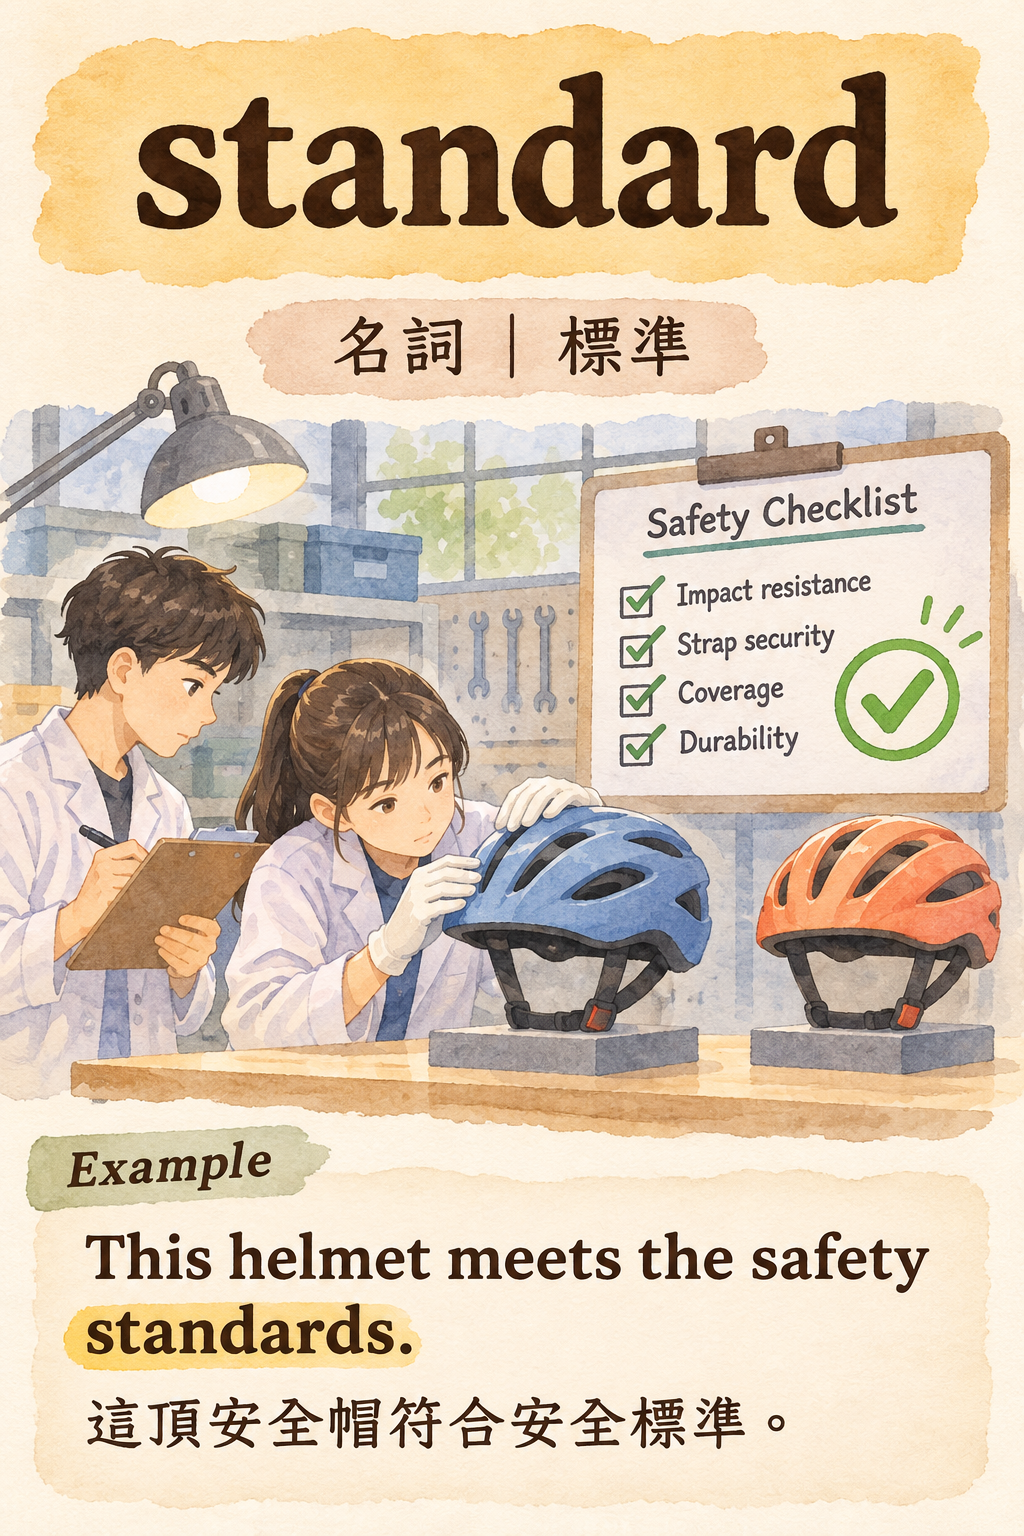 standard
名詞｜標準
Safety Checklist
Impact resistance
Strap security
Coverage
Durability
Example
This helmet meets the safety
standards.
這頂安全帽符合安全標準。